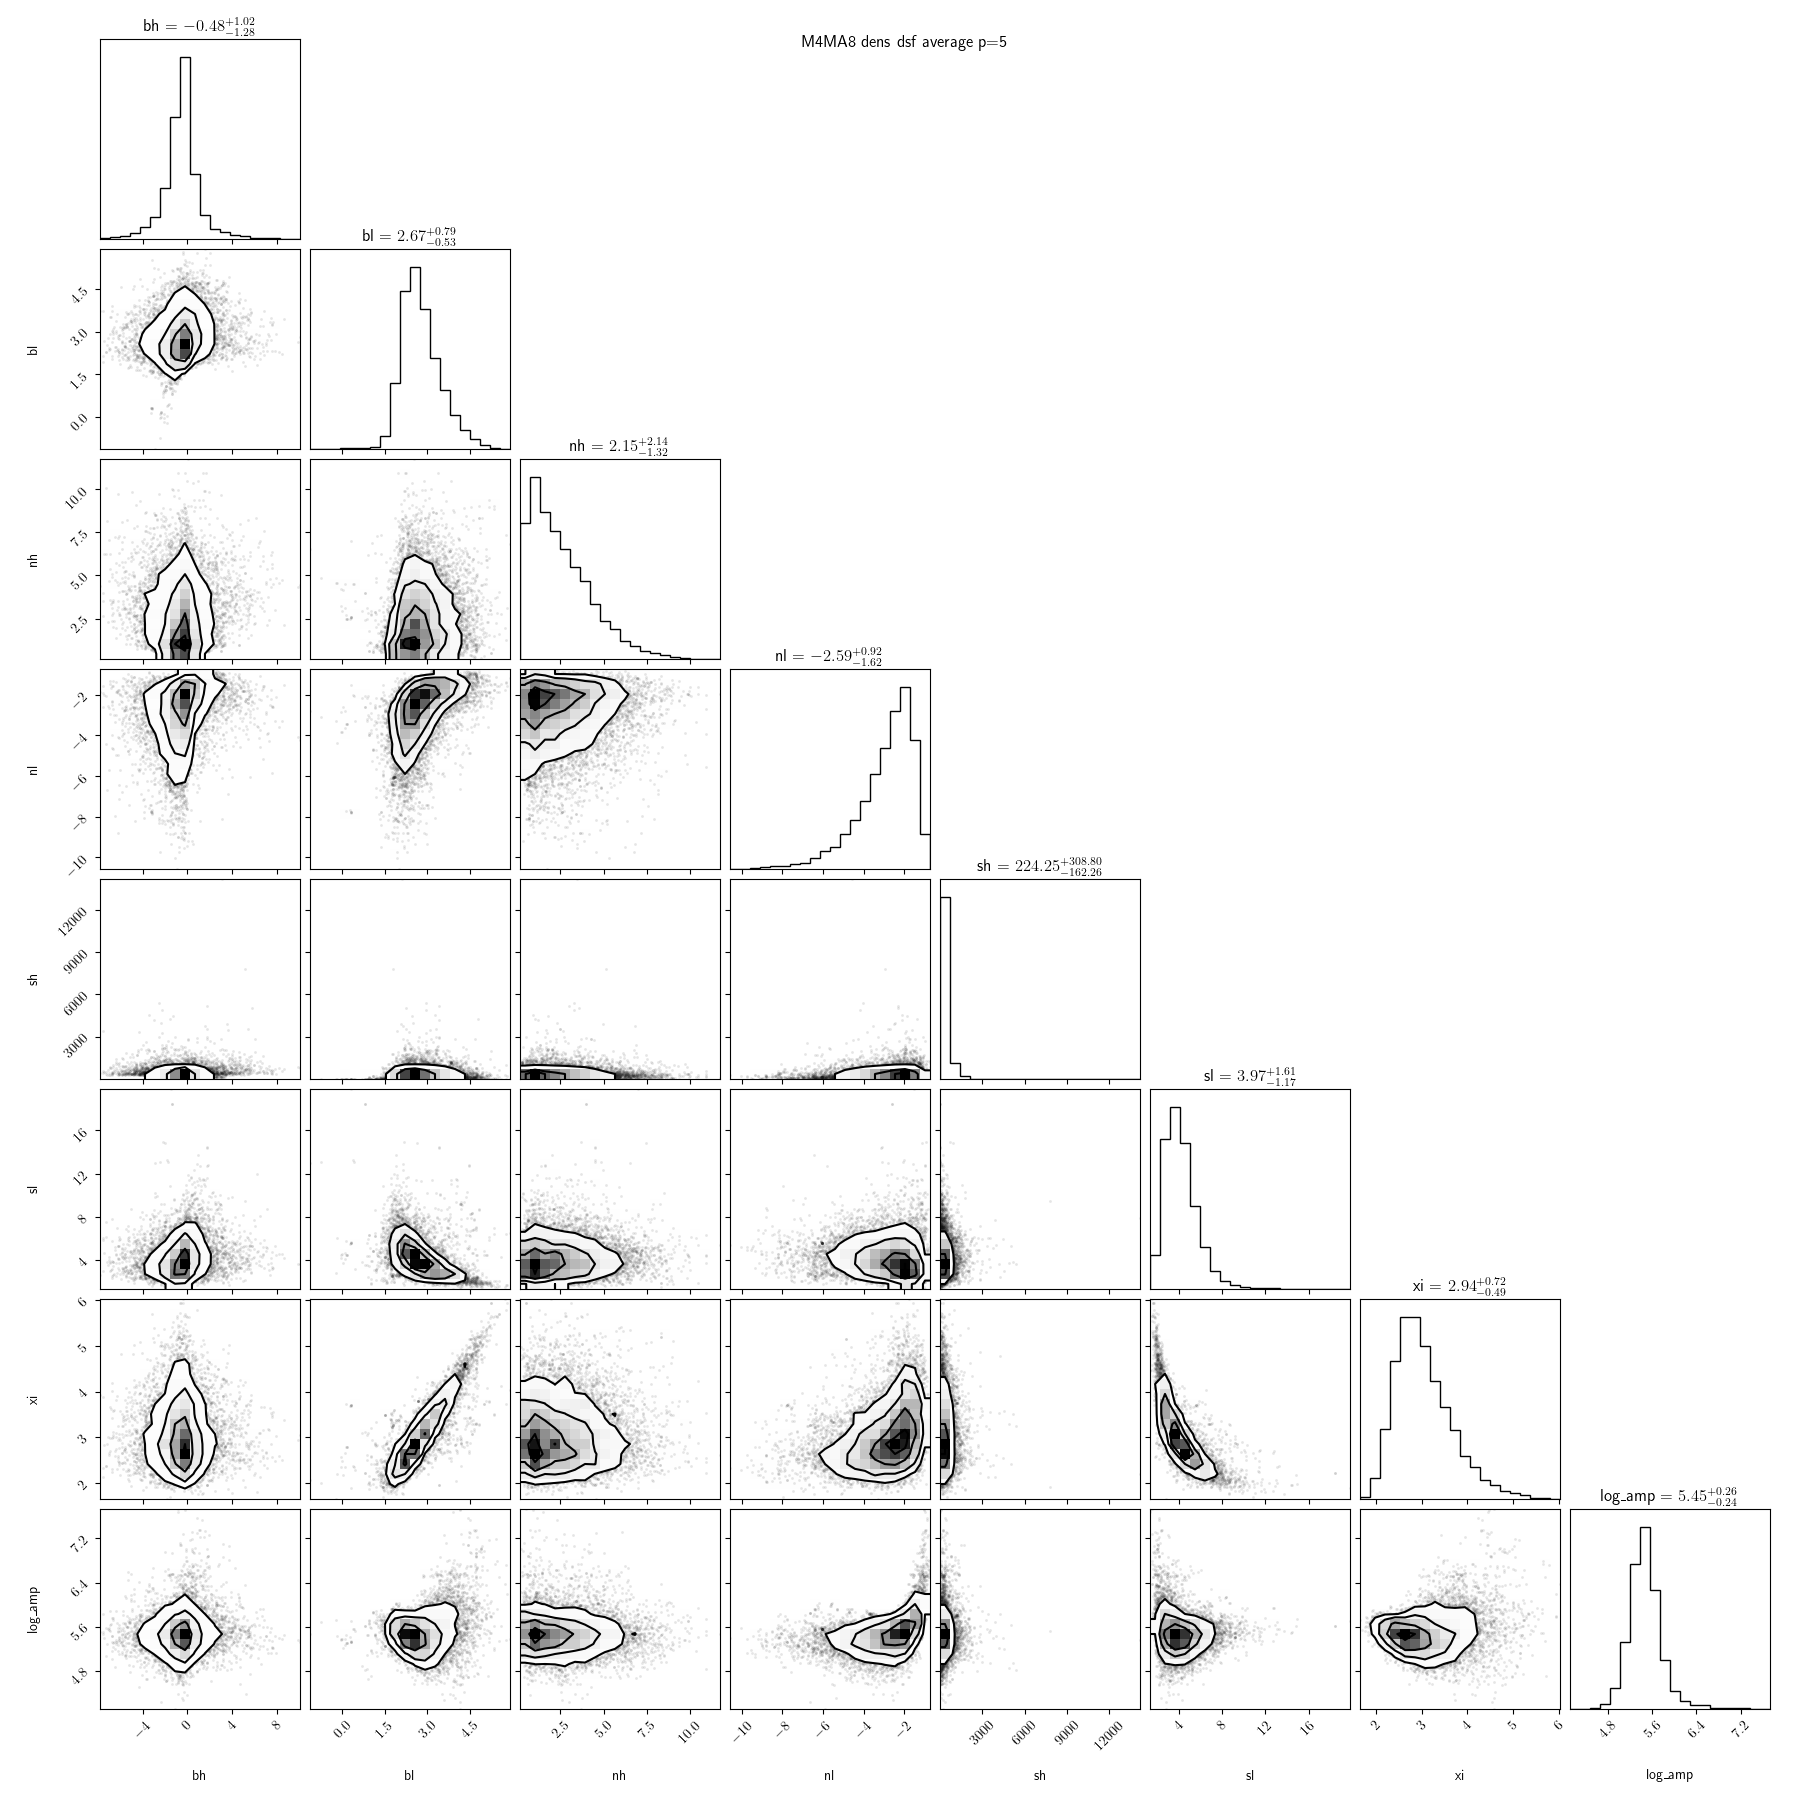 M4MA8 dens dsf average p=5
bh = −0.48 +1.02 −1.28
bl = 2.67 +0.79 −0.53
nh = 2.15 +2.14 −1.32
nl = −2.59 +0.92 −1.62
sh = 224.25 +308.80 −162.26
sl = 3.97 +1.61 −1.17
xi = 2.94 +0.72 −0.49
log_amp = 5.45 +0.26 −0.24
bl
4.5
3.0
1.5
0.0
nh
10.0
7.5
5.0
2.5
nl
−2
−4
−6
−8
−10
sh
12000
9000
6000
3000
sl
16
12
8
4
xi
6
5
4
3
2
log_amp
7.2
6.4
5.6
4.8
−4 0 4 8
0.0 1.5 3.0 4.5
2.5 5.0 7.5 10.0
−10 −8 −6 −4 −2
3000 6000 9000 12000
4 8 12 16
2 3 4 5 6
4.8 5.6 6.4 7.2
bh bl nh nl sh sl xi log_amp